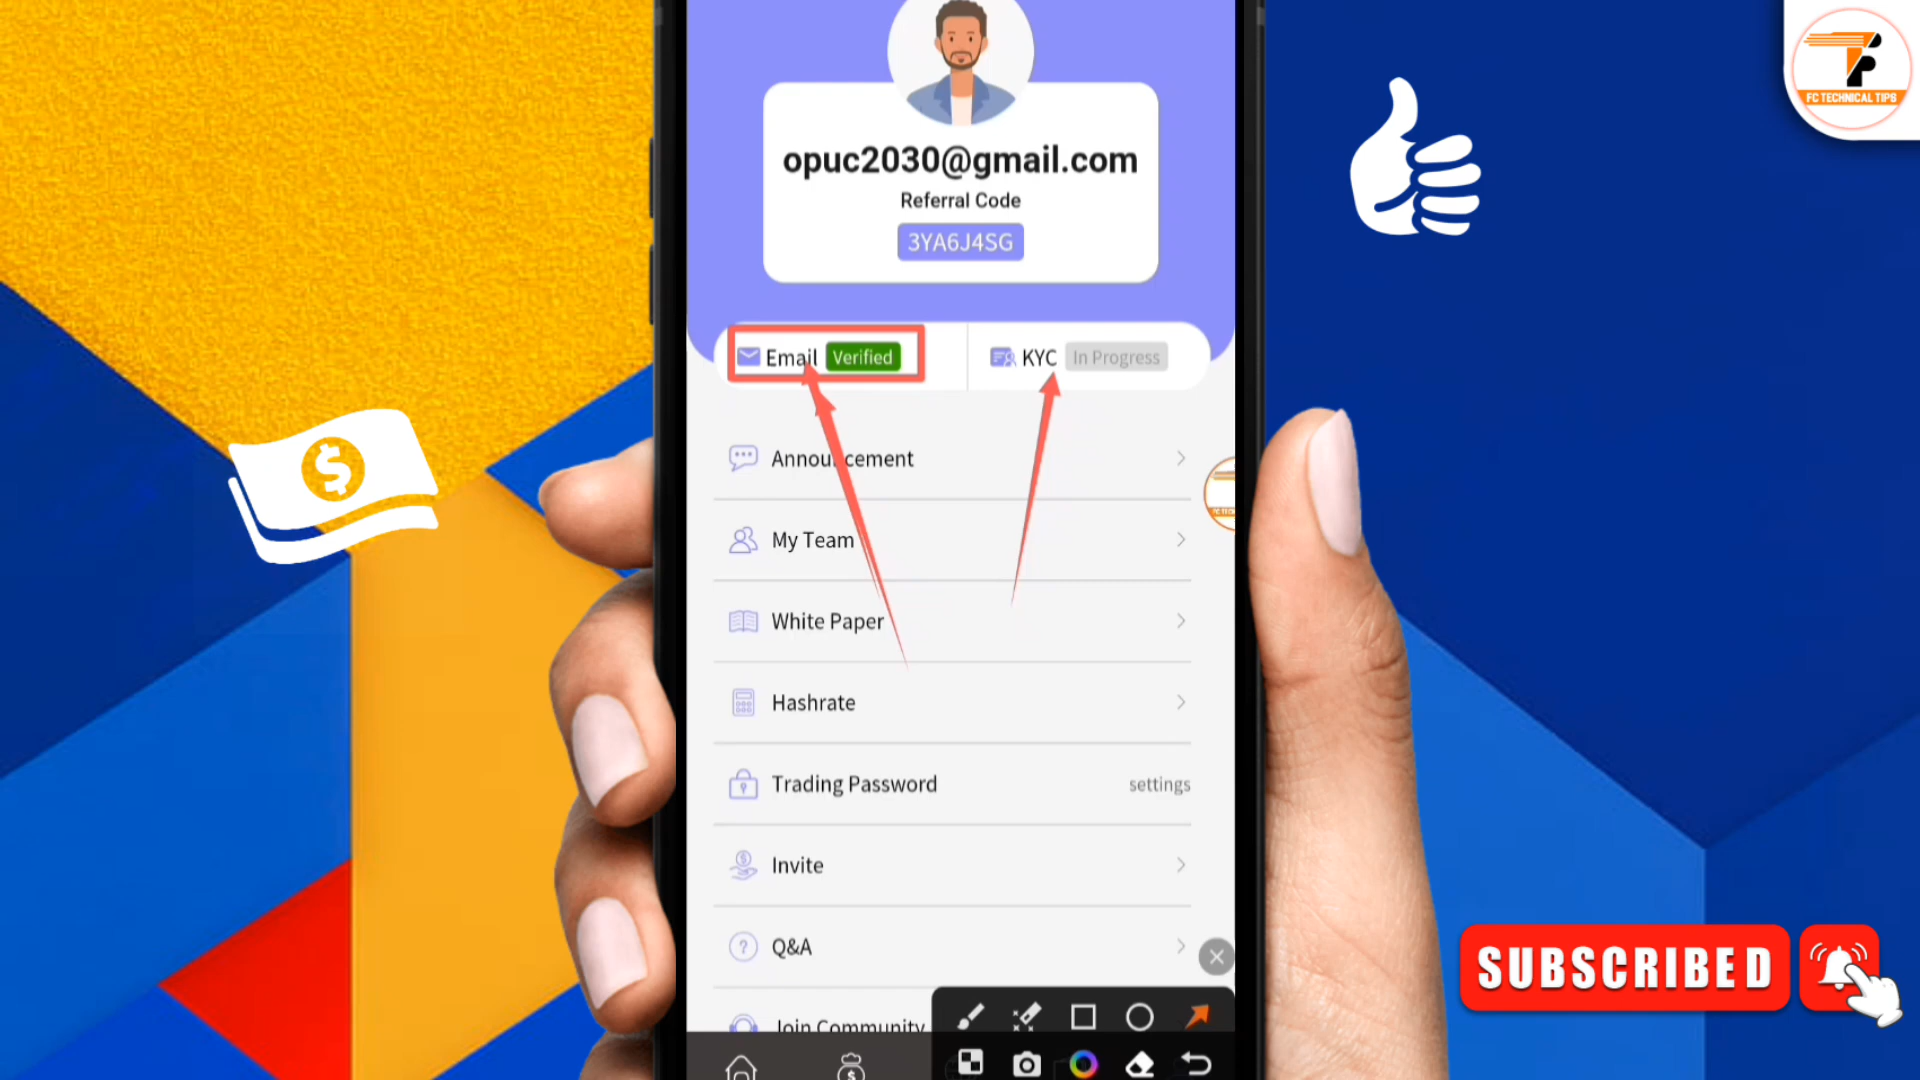 FC TECHNICAL TIPS
opuc2030@gmail.com
Referral Code
3YA6J4SG
Email Verified
KYC In Progress
Announcement
My Team
White Paper
Hashrate
Trading Password settings
Invite
Q&A
Join Community
SUBSCRIBED